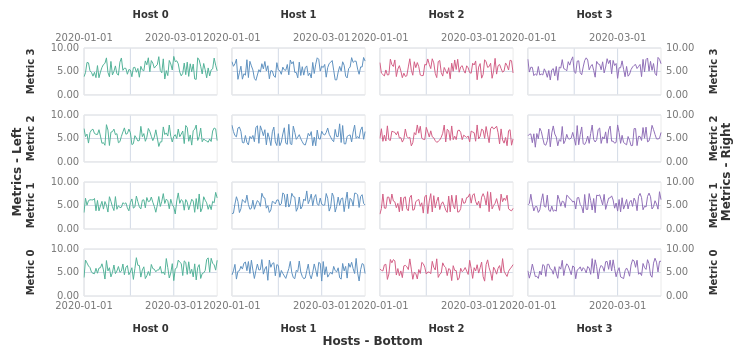 Host 0 Host 1 Host 2 Host 3
2020-01-01 2020-03-01 2020-01-01 2020-03-01 2020-01-01 2020-03-01 2020-01-01 2020-03-01
10.00 10.00
Metric 3 5.00 5.00 Metric 3
0.00 0.00
10.00 10.00
Metric 2 5.00 5.00 Metric 2
0.00 0.00
Metrics - Left Metrics - Right
10.00 10.00
Metric 1 5.00 5.00 Metric 1
0.00 0.00
10.00 10.00
Metric 0 5.00 5.00 Metric 0
0.00 0.00
2020-01-01 2020-03-01 2020-01-01 2020-03-01 2020-01-01 2020-03-01 2020-01-01 2020-03-01
Host 0 Host 1 Host 2 Host 3
Hosts - Bottom